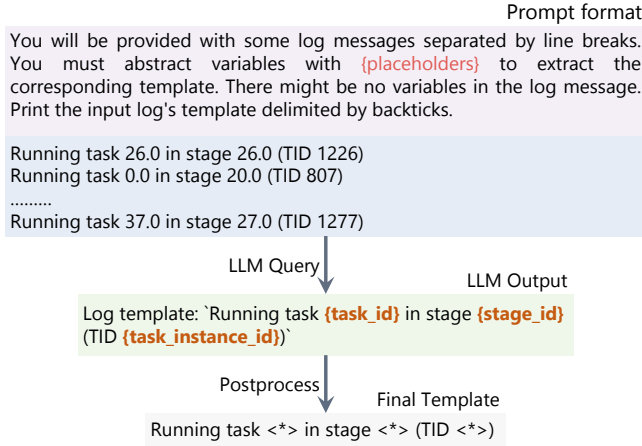 Prompt format
You will be provided with some log messages separated by line breaks.
You must abstract variables with {placeholders} to extract the
corresponding template. There might be no variables in the log message.
Print the input log's template delimited by backticks.
Running task 26.0 in stage 26.0 (TID 1226)
Running task 0.0 in stage 20.0 (TID 807)
.........
Running task 37.0 in stage 27.0 (TID 1277)
LLM Query
LLM Output
Log template: `Running task {task_id} in stage {stage_id}
(TID {task_instance_id})`
Postprocess
Final Template
Running task <*> in stage <*> (TID <*>)